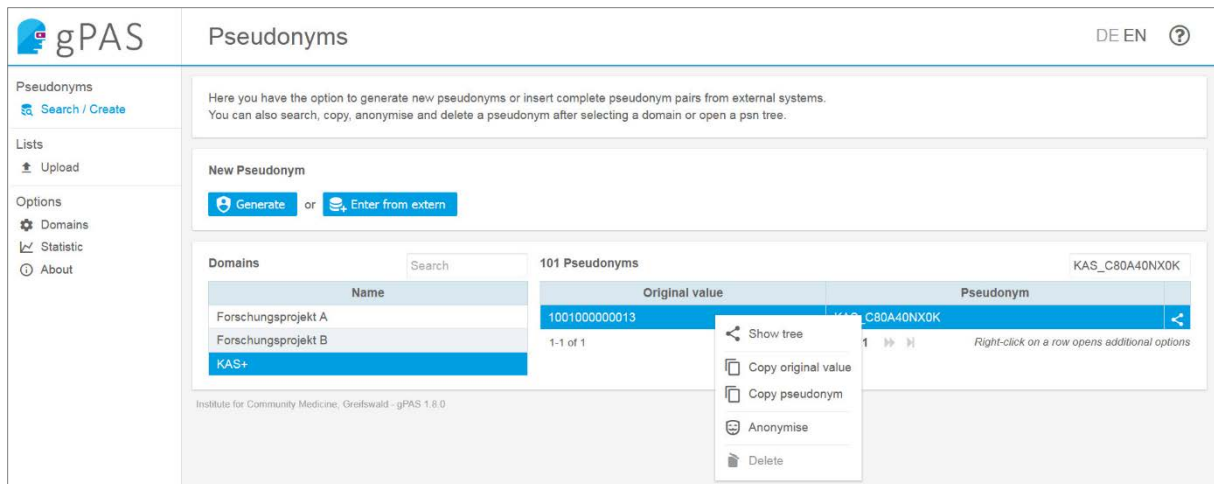 gPAS
Pseudonyms
DE EN
Pseudonyms
Search / Create
Lists
Upload
Options
Domains
Statistic
About
Here you have the option to generate new pseudonyms or insert complete pseudonym pairs from external systems.
You can also search, copy, anonymise and delete a pseudonym after selecting a domain or open a psn tree.
New Pseudonym
Generate or Enter from extern
Domains
Search
Name
Forschungsprojekt A
Forschungsprojekt B
KAS+
101 Pseudonyms
KAS_C80A40NX0K
Original value Pseudonym
1001000000013 KAS_C80A40NX0K
1-1 of 1 1 Right-click on a row opens additional options
Show tree
Copy original value
Copy pseudonym
Anonymise
Delete
Institute for Community Medicine, Greifswald - gPAS 1.8.0